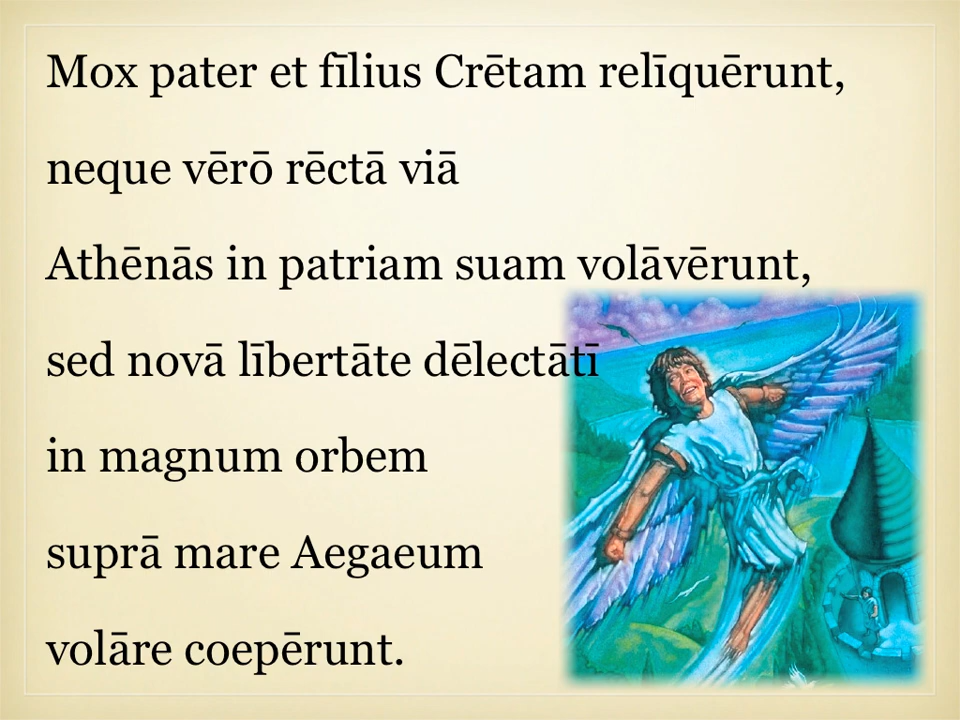 Mox pater et fīlius Crētam relīquērunt,
neque vērō rēctā viā
Athēnās in patriam suam volāvērunt,
sed novā lībertāte dēlectātī
in magnum orbem
suprā mare Aegaeum
volāre coepērunt.